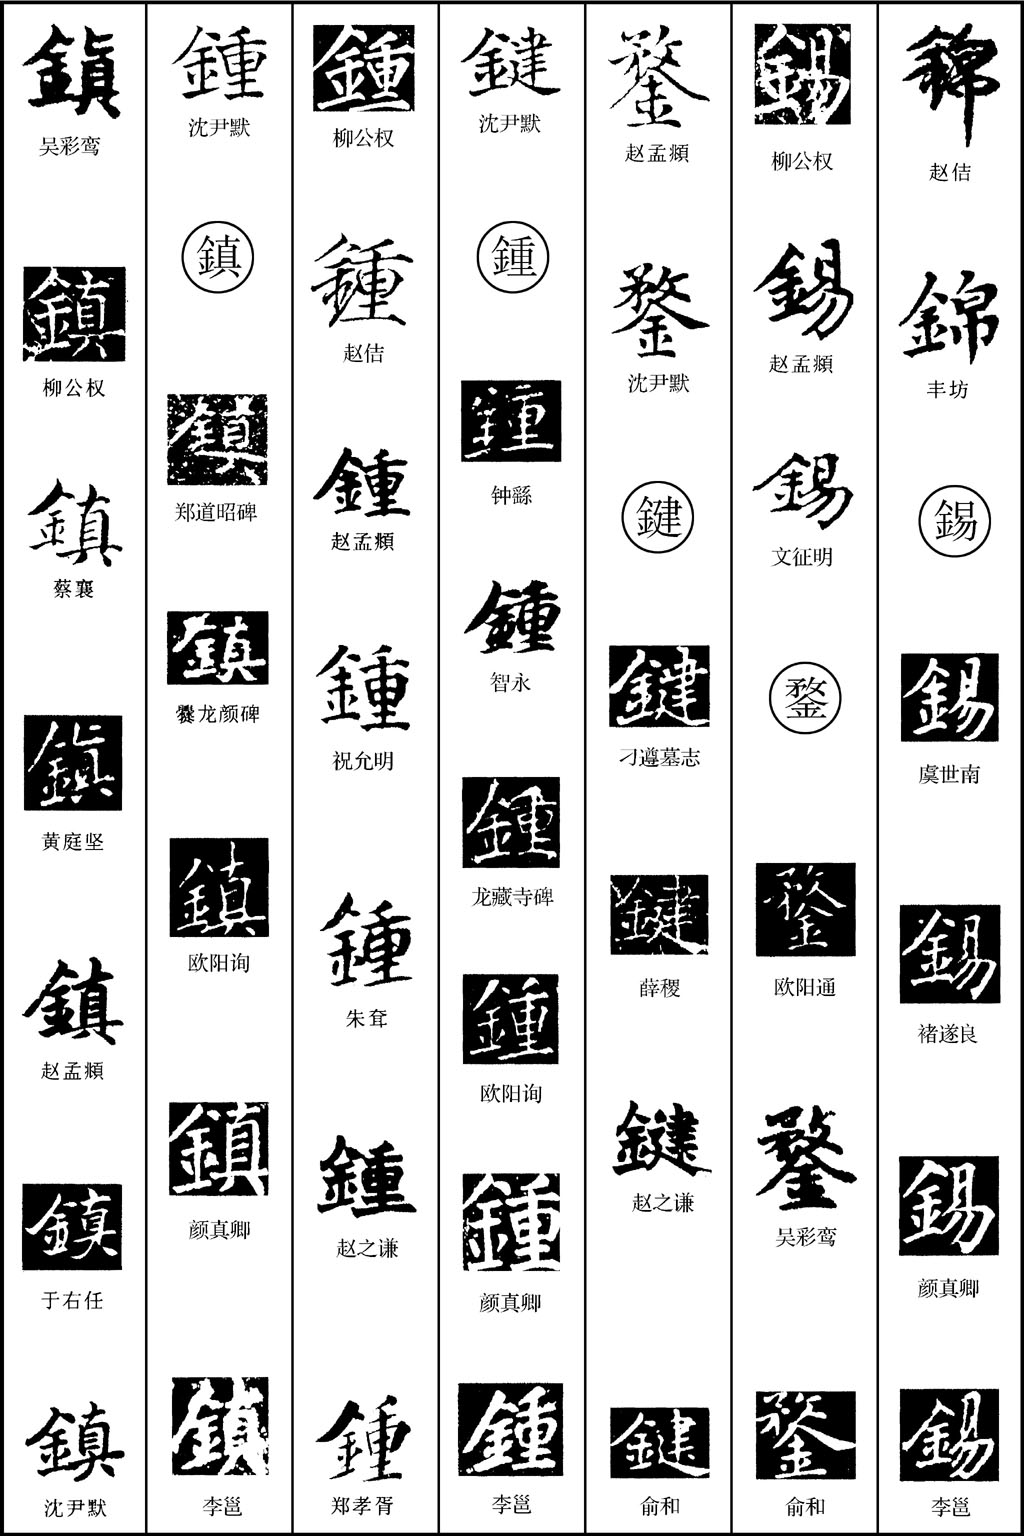 錦
赵佶
錦
丰坊
錫
錫
虞世南
錫
褚遂良
錫
颜真卿
錫
李邕
錫
柳公权
錫
赵孟頫
錫
文征明
鍪
鍪
欧阳通
鍪
吴彩鸾
鍪
俞和
鍪
赵孟頫
鍪
沈尹默
鍵
鍵
刁遵墓志
鍵
薛稷
鍵
赵之谦
鍵
俞和
鍵
沈尹默
鍾
鍾
钟繇
鍾
智永
鍾
龙藏寺碑
鍾
欧阳询
鍾
颜真卿
鍾
李邕
鍾
柳公权
鍾
赵佶
鍾
赵孟頫
鍾
祝允明
鍾
朱耷
鍾
赵之谦
鍾
郑孝胥
鍾
沈尹默
鎮
鎮
郑道昭碑
鎮
爨龙颜碑
鎮
欧阳询
鎮
颜真卿
鎮
李邕
鎮
吴彩鸾
鎮
柳公权
鎮
蔡襄
鎮
黄庭坚
鎮
赵孟頫
鎮
于右任
鎮
沈尹默